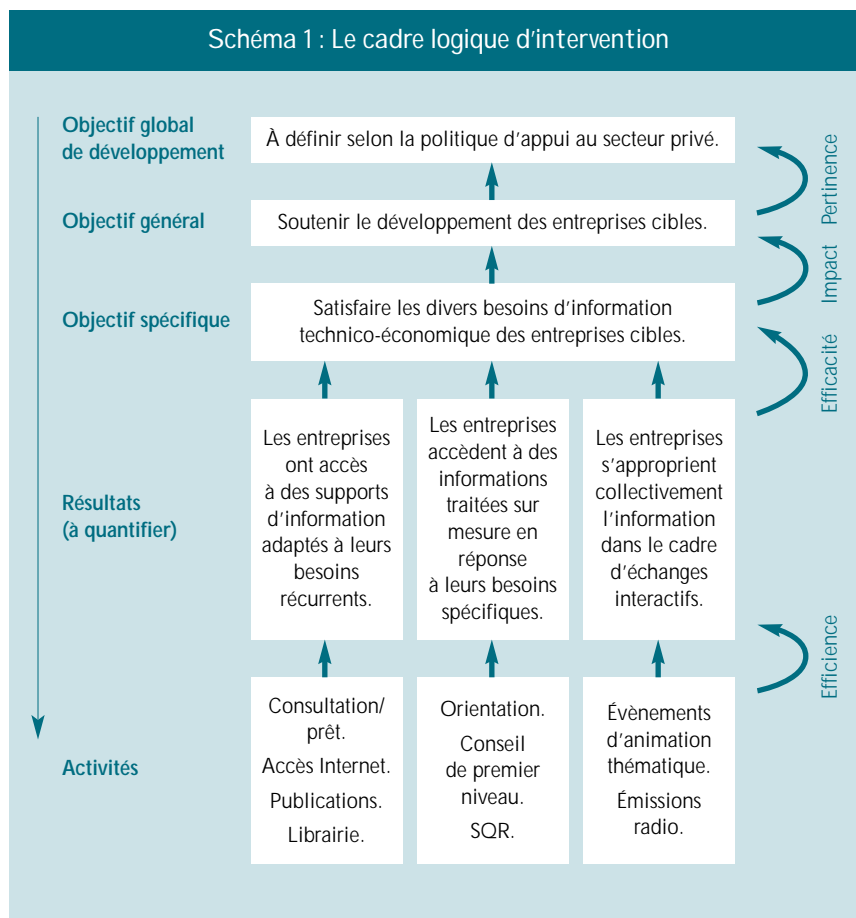 Schéma 1 : Le cadre logique d'intervention
Objectif global
de développement
À définir selon la politique d'appui au secteur privé.
Pertinence
Objectif général
Soutenir le développement des entreprises cibles.
Impact
Objectif spécifique
Satisfaire les divers besoins d'information
technico-économique des entreprises cibles.
Efficacité
Résultats
(à quantifier)
Les entreprises
ont accès
à des supports
d'information
adaptés à leurs
besoins
récurrents.
Les entreprises
accèdent à des
informations
traitées sur
mesure en
réponse
à leurs besoins
spécifiques.
Les entreprises
s'approprient
collectivement
l'information
dans le cadre
d'échanges
interactifs.
Efficience
Activités
Consultation/
prêt.
Accès Internet.
Publications.
Librairie.
Orientation.
Conseil
de premier
niveau.
SQR.
Évènements
d'animation
thématique.
Émissions
radio.